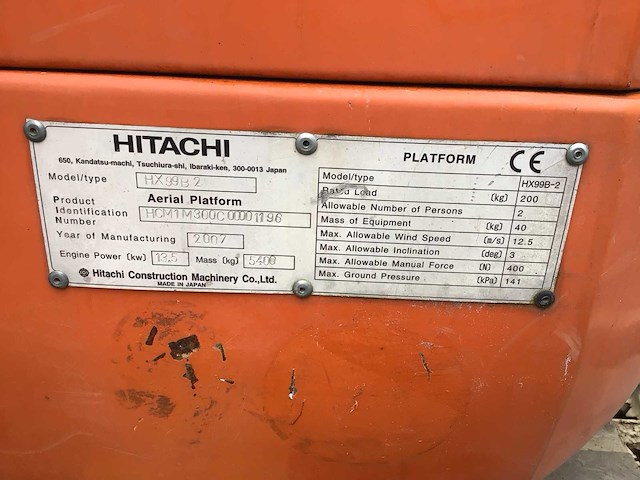 HITACHI
650, Kandatsu-machi, Tsuchiura-shi, Ibaraki-ken, 300-0013 Japan
Model/type HX99B-2
Product Identification Number Aerial Platform
HCM1M300C00001196
Year of Manufacturing 2007
Engine Power (kw) 13.5 Mass (kg) 5400
Hitachi Construction Machinery Co.,Ltd.
MADE IN JAPAN
PLATFORM CE
Model/type HX99B-2
Rated Load (kg) 200
Allowable Number of Persons 2
Mass of Equipment (kg) 40
Max. Allowable Wind Speed (m/s) 12.5
Max. Allowable Inclination (deg) 3
Max. Allowable Manual Force (N) 400
Max. Ground Pressure (kPa) 141